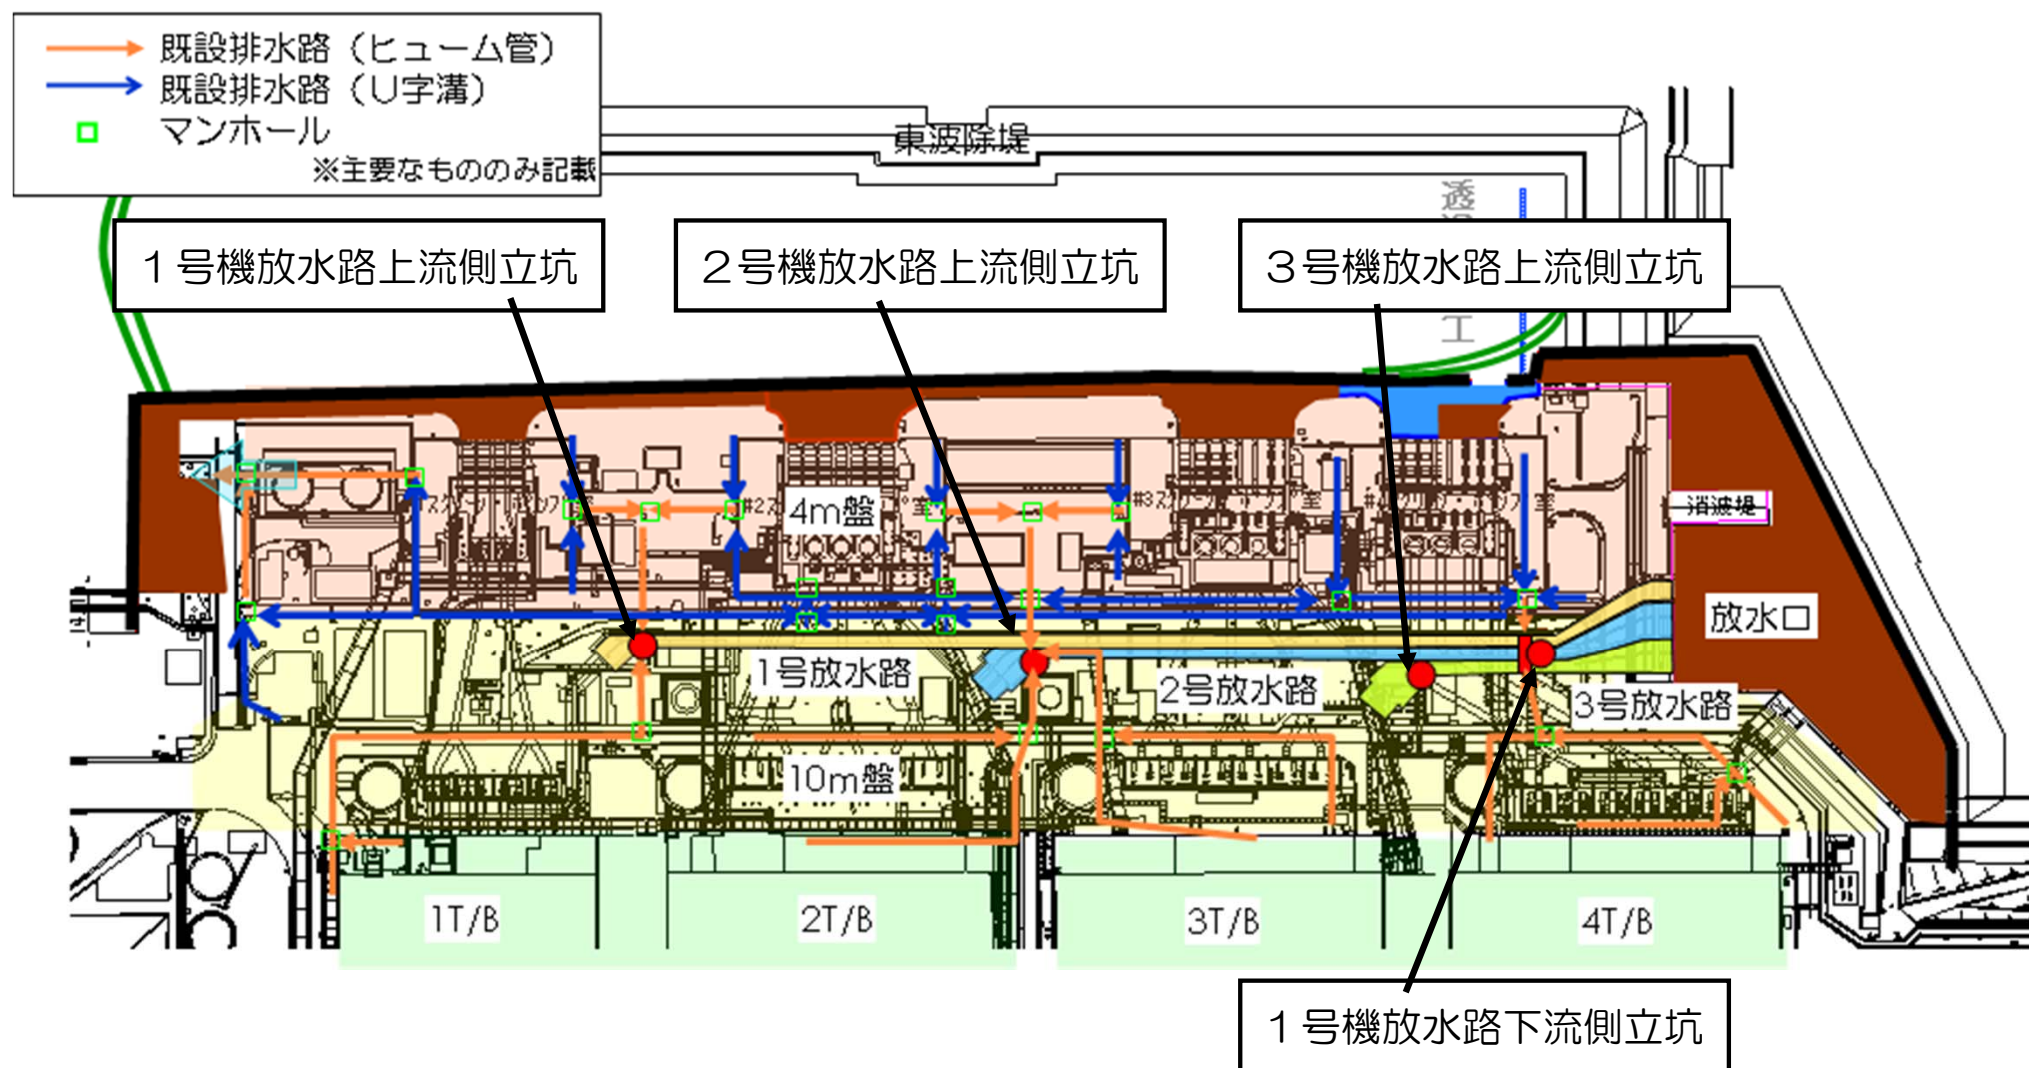 既設排水路（ヒューム管）
既設排水路（U字溝）
マンホール
※主要なもののみ記載
東波除堤
透
工
１号機放水路上流側立坑
２号機放水路上流側立坑
３号機放水路上流側立坑
4m盤
消波堤
放水口
1号放水路
2号放水路
3号放水路
10m盤
1T/B
2T/B
3T/B
4T/B
１号機放水路下流側立坑